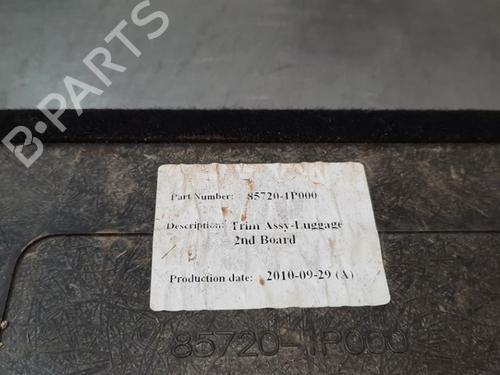 B-PARTS
Part Number: 85720-1P000
Description: Trim Assy-Luggage
2nd Board
Production date: 2010-09-29 (A)
85720-1P000